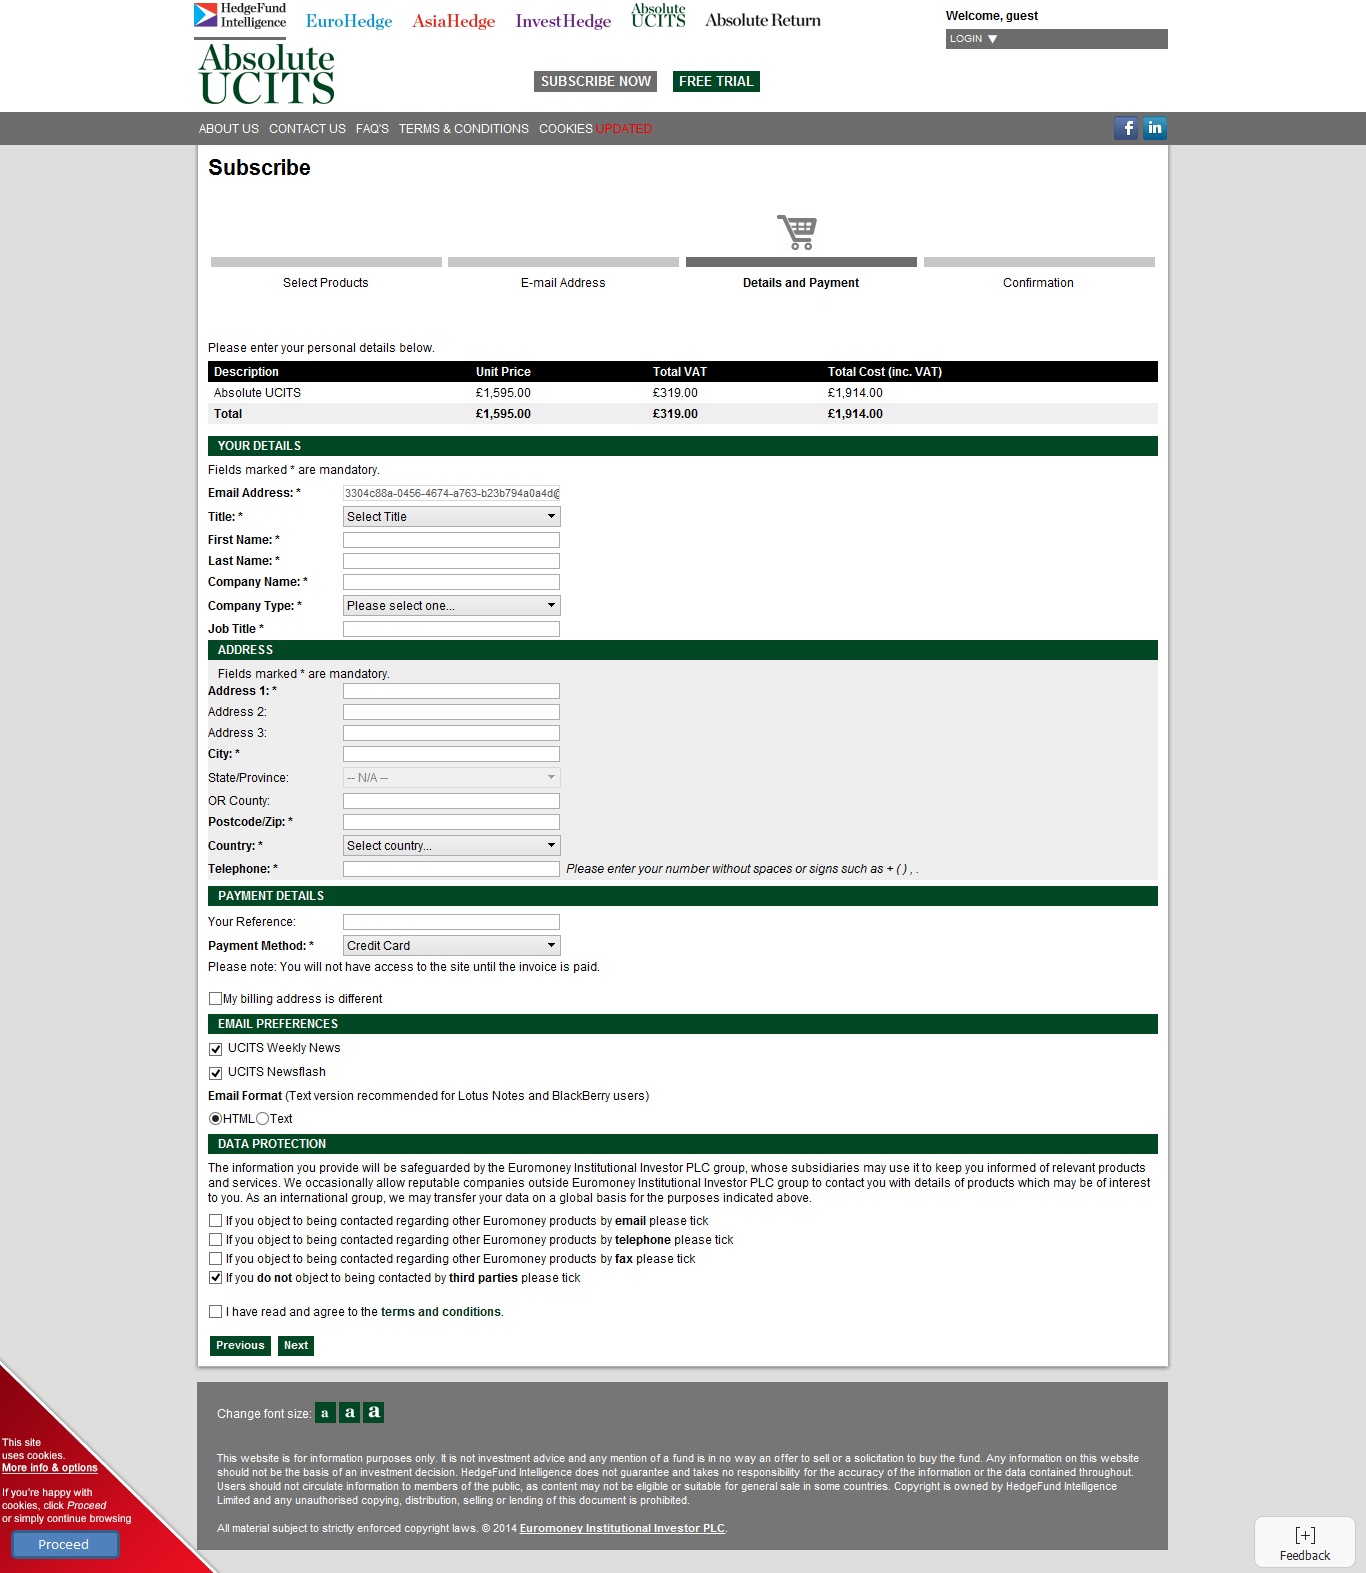 HedgeFund
Intelligence
EuroHedge
AsiaHedge
InvestHedge
Absolute
UCITS
Absolute Return
Welcome, guest
LOGIN ▼
Absolute
UCITS
SUBSCRIBE NOW
FREE TRIAL
ABOUT US CONTACT US FAQ'S TERMS & CONDITIONS COOKIES UPDATED
f in
Subscribe
Select Products E-mail Address Details and Payment Confirmation
Please enter your personal details below.
Description Unit Price Total VAT Total Cost (inc. VAT)
Absolute UCITS £1,595.00 £319.00 £1,914.00
Total £1,595.00 £319.00 £1,914.00
YOUR DETAILS
Fields marked * are mandatory.
Email Address: * 3304c88a-0456-4674-a763-b23b794a0a4d@
Title: * Select Title
First Name: *
Last Name: *
Company Name: *
Company Type: * Please select one...
Job Title *
ADDRESS
Fields marked * are mandatory.
Address 1: *
Address 2:
Address 3:
City: *
State/Province: -- N/A --
OR County:
Postcode/Zip: *
Country: * Select country...
Telephone: * Please enter your number without spaces or signs such as + ( ) , .
PAYMENT DETAILS
Your Reference:
Payment Method: * Credit Card
Please note: You will not have access to the site until the invoice is paid.
My billing address is different
EMAIL PREFERENCES
UCITS Weekly News
UCITS Newsflash
Email Format (Text version recommended for Lotus Notes and BlackBerry users)
HTML Text
DATA PROTECTION
The information you provide will be safeguarded by the Euromoney Institutional Investor PLC group, whose subsidiaries may use it to keep you informed of relevant products
and services. We occasionally allow reputable companies outside Euromoney Institutional Investor PLC group to contact you with details of products which may be of interest
to you. As an international group, we may transfer your data on a global basis for the purposes indicated above.
If you object to being contacted regarding other Euromoney products by email please tick
If you object to being contacted regarding other Euromoney products by telephone please tick
If you object to being contacted regarding other Euromoney products by fax please tick
If you do not object to being contacted by third parties please tick
I have read and agree to the terms and conditions.
Previous Next
Change font size: a a a
This website is for information purposes only. It is not investment advice and any mention of a fund is in no way an offer to sell or a solicitation to buy the fund. Any information on this website
should not be the basis of an investment decision. HedgeFund Intelligence does not guarantee and takes no responsibility for the accuracy of the information or the data contained throughout.
Users should not circulate information to members of the public, as content may not be eligible or suitable for general sale in some countries. Copyright is owned by HedgeFund Intelligence
Limited and any unauthorised copying, distribution, selling or lending of this document is prohibited.
All material subject to strictly enforced copyright laws. © 2014 Euromoney Institutional Investor PLC.
This site
uses cookies.
More info & options
If you're happy with
cookies, click Proceed
or simply continue browsing
Proceed
[+]
Feedback